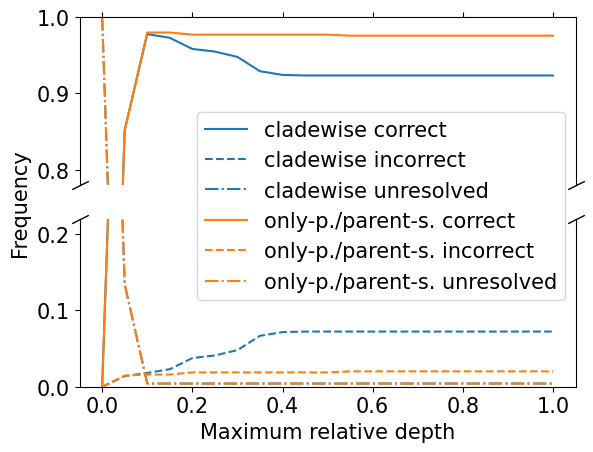 1.0
0.9
0.8
0.2
0.1
0.0
Frequency
cladewise correct
cladewise incorrect
cladewise unresolved
only-p./parent-s. correct
only-p./parent-s. incorrect
only-p./parent-s. unresolved
0.0 0.2 0.4 0.6 0.8 1.0
Maximum relative depth